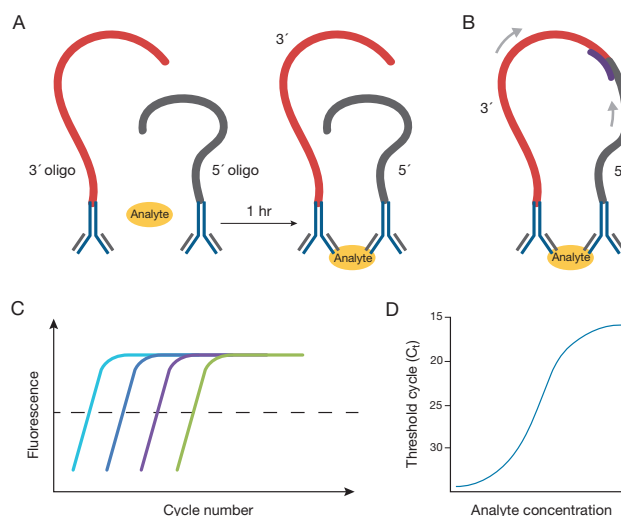 A
B
3´
3´
3´ oligo
5´ oligo
5´
Analyte
1 hr
Analyte
Analyte
C
Fluorescence
Cycle number
D
Threshold cycle (Ct)
15
20
25
30
Analyte concentration